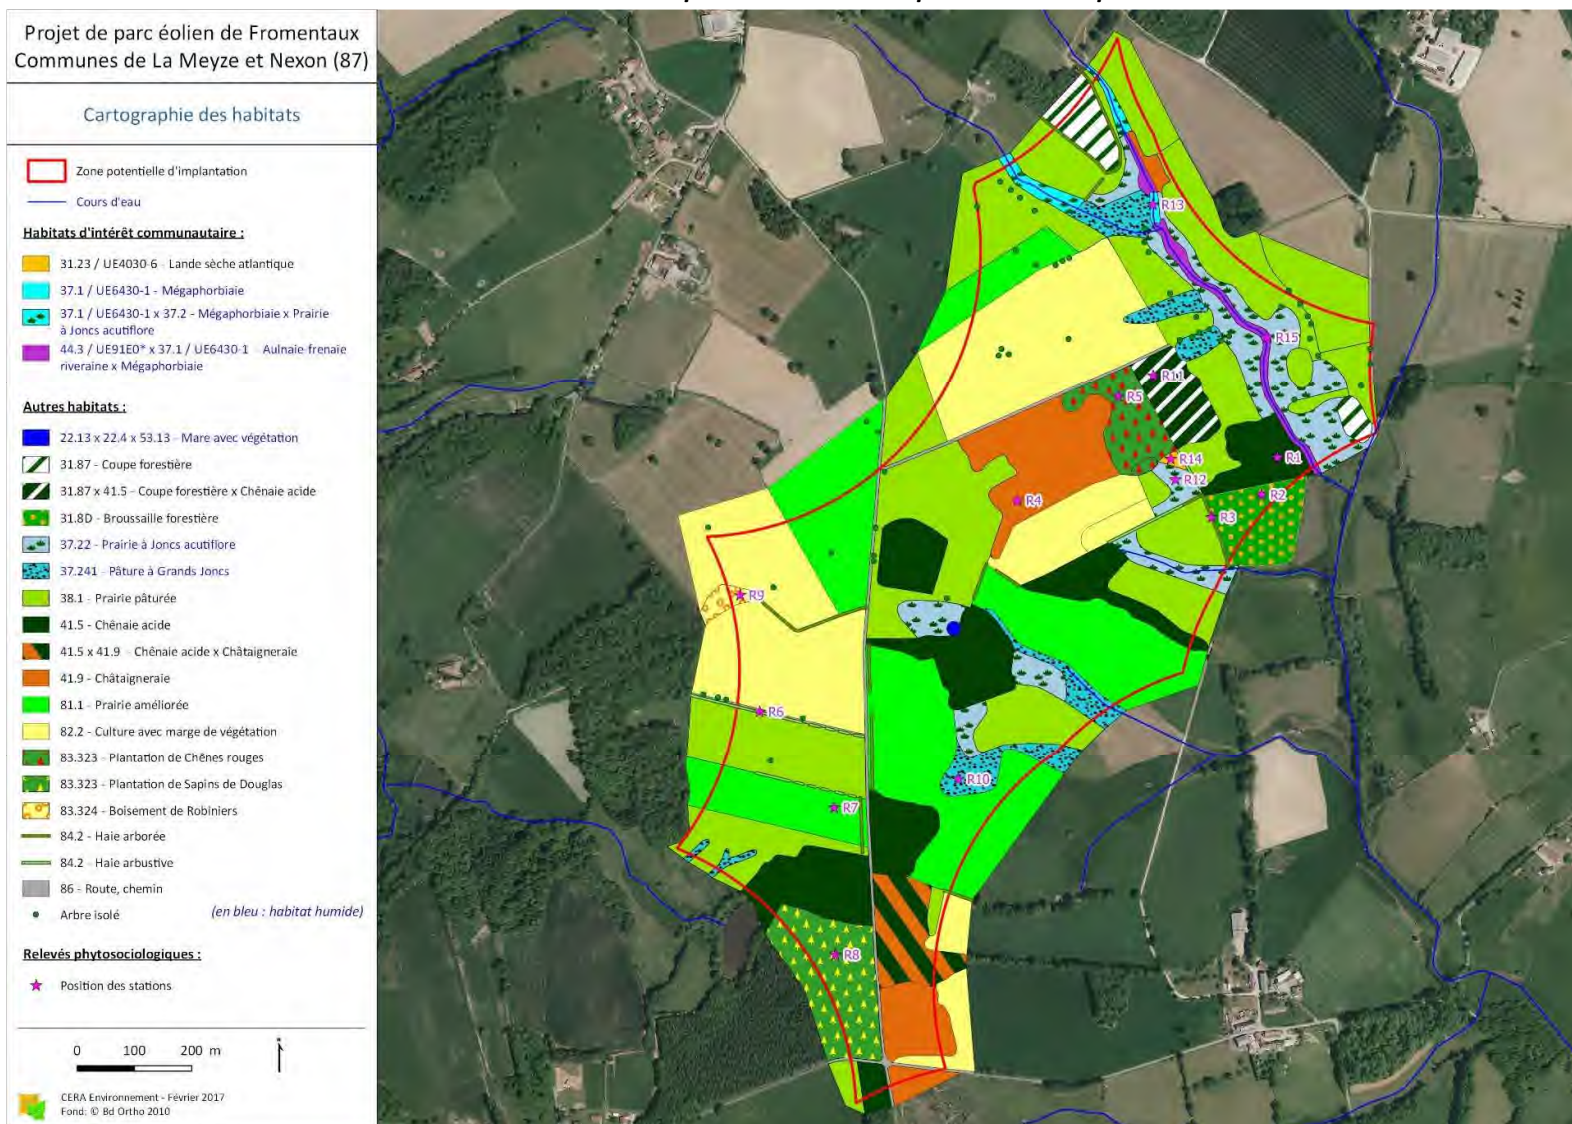 Projet de parc éolien de Fromentaux
Communes de La Meyze et Nexon (87)
Cartographie des habitats
Zone potentielle d'implantation
Cours d'eau
Habitats d'intérêt communautaire :
31.23 / UE4030-6 - Lande sèche atlantique
37.1 / UE6430-1 - Mégaphorbiaie
37.1 / UE6430-1 x 37.2 - Mégaphorbiaie x Prairie
à Joncs acutiflore
44.3 / UE91E0* x 37.1 / UE6430-1 - Aulnaie-frenaie
riveraine x Mégaphorbiaie
Autres habitats :
22.13 x 22.4 x 53.13 - Mare avec végétation
31.87 - Coupe forestière
31.87 x 41.5 - Coupe forestière x Chênaie acide
31.8D - Broussaille forestière
37.22 - Prairie à Joncs acutiflore
37.241 - Pâture à Grands Joncs
38.1 - Prairie pâturée
41.5 - Chênaie acide
41.5 x 41.9 - Chênaie acide x Châtaigneraie
41.9 - Châtaigneraie
81.1 - Prairie améliorée
82.2 - Culture avec marge de végétation
83.323 - Plantation de Chênes rouges
83.323 - Plantation de Sapins de Douglas
83.324 - Boisement de Robiniers
84.2 - Haie arborée
84.2 - Haie arbustive
86 - Route, chemin
Arbre isolé
(en bleu : habitat humide)
Relevés phytosociologiques :
Position des stations
0 100 200 m
CERA Environnement - Février 2017
Fond: © Bd Ortho 2010
R13
R15
R11
R5
R1
R14
R12
R2
R4
R3
R9
R6
R10
R7
R8